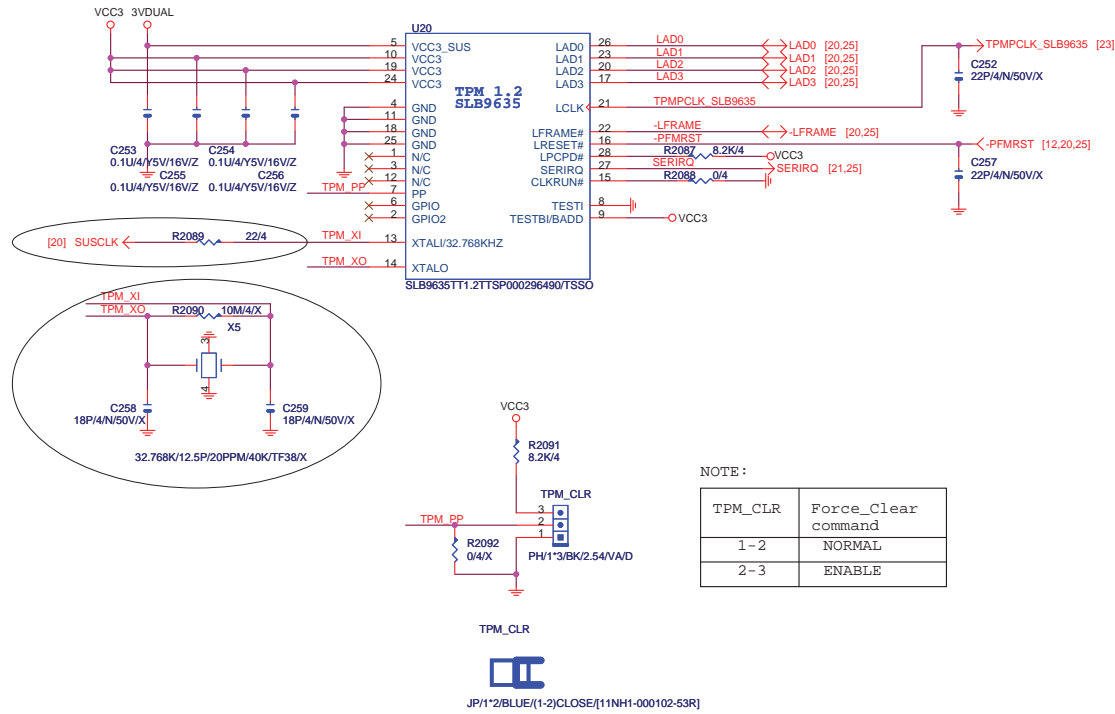 VCC3 3VDUAL
U20
TPM 1.2
SLB9635
5 VCC3_SUS
10 VCC3
19 VCC3
24 VCC3
4 GND
11 GND
18 GND
25 GND
1 N/C
3 N/C
12 N/C
TPM_PP 7 PP
6 GPIO
2 GPIO2
TPM_XI 13 XTALI/32.768KHZ
TPM_XO 14 XTALO
LAD0 26 LAD0 LAD0 [20,25]
LAD1 23 LAD1 LAD1 [20,25]
LAD2 20 LAD2 LAD2 [20,25]
LAD3 17 LAD3 LAD3 [20,25]
LCLK 21 TPMPCLK_SLB9635
TPMPCLK_SLB9635 [23]
LFRAME# 22 -LFRAME -LFRAME [20,25]
LRESET# 16 -PFMRST -PFMRST [12,20,25]
LPCPD# 28 R2087 8.2K/4 VCC3
SERIRQ 27 SERIRQ SERIRQ [21,25]
CLKRUN# 15 R2088 0/4
TESTI 8
TESTBI/BADD 9 VCC3
SLB9635TT1.2TTSP000296490/TSSO
C252
22P/4/N/50V/X
C257
22P/4/N/50V/X
C253 C254
0.1U/4/Y5V/16V/Z 0.1U/4/Y5V/16V/Z
C255 C256
0.1U/4/Y5V/16V/Z 0.1U/4/Y5V/16V/Z
[20] SUSCLK R2089 22/4
TPM_XI
TPM_XO R2090 10M/4/X
X5
3
4
C258
18P/4/N/50V/X
C259
18P/4/N/50V/X
32.768K/12.5P/20PPM/40K/TF38/X
VCC3
R2091
8.2K/4
TPM_CLR
3
TPM_PP 2
1
R2092
0/4/X
PH/1*3/BK/2.54/VA/D
NOTE:
TPM_CLR Force_Clear
command
1-2 NORMAL
2-3 ENABLE
TPM_CLR
JP/1*2/BLUE/(1-2)CLOSE/[11NH1-000102-53R]